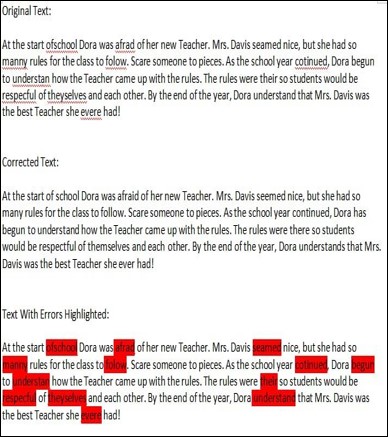 Original Text:
At the start ofschool Dora was afrad of her new Teacher. Mrs. Davis seamed nice, but she had so
manny rules for the class to folow. Scare someone to pieces. As the school year cotinued, Dora begun
to understan how the Teacher came up with the rules. The rules were their so students would be
respecful of theyselves and each other. By the end of the year, Dora understand that Mrs. Davis was
the best Teacher she evere had!
Corrected Text:
At the start of school Dora was afraid of her new Teacher. Mrs. Davis seemed nice, but she had so
many rules for the class to follow. Scare someone to pieces. As the school year continued, Dora has
begun to understand how the Teacher came up with the rules. The rules were there so students
would be respectful of themselves and each other. By the end of the year, Dora understands that Mrs.
Davis was the best Teacher she ever had!
Text With Errors Highlighted:
At the start ofschool Dora was afrad of her new Teacher. Mrs. Davis seamed nice, but she had so
manny rules for the class to folow. Scare someone to pieces. As the school year cotinued, Dora begun
to understan how the Teacher came up with the rules. The rules were their so students would be
respecful of theyselves and each other. By the end of the year, Dora understand that Mrs. Davis was
the best Teacher she evere had!